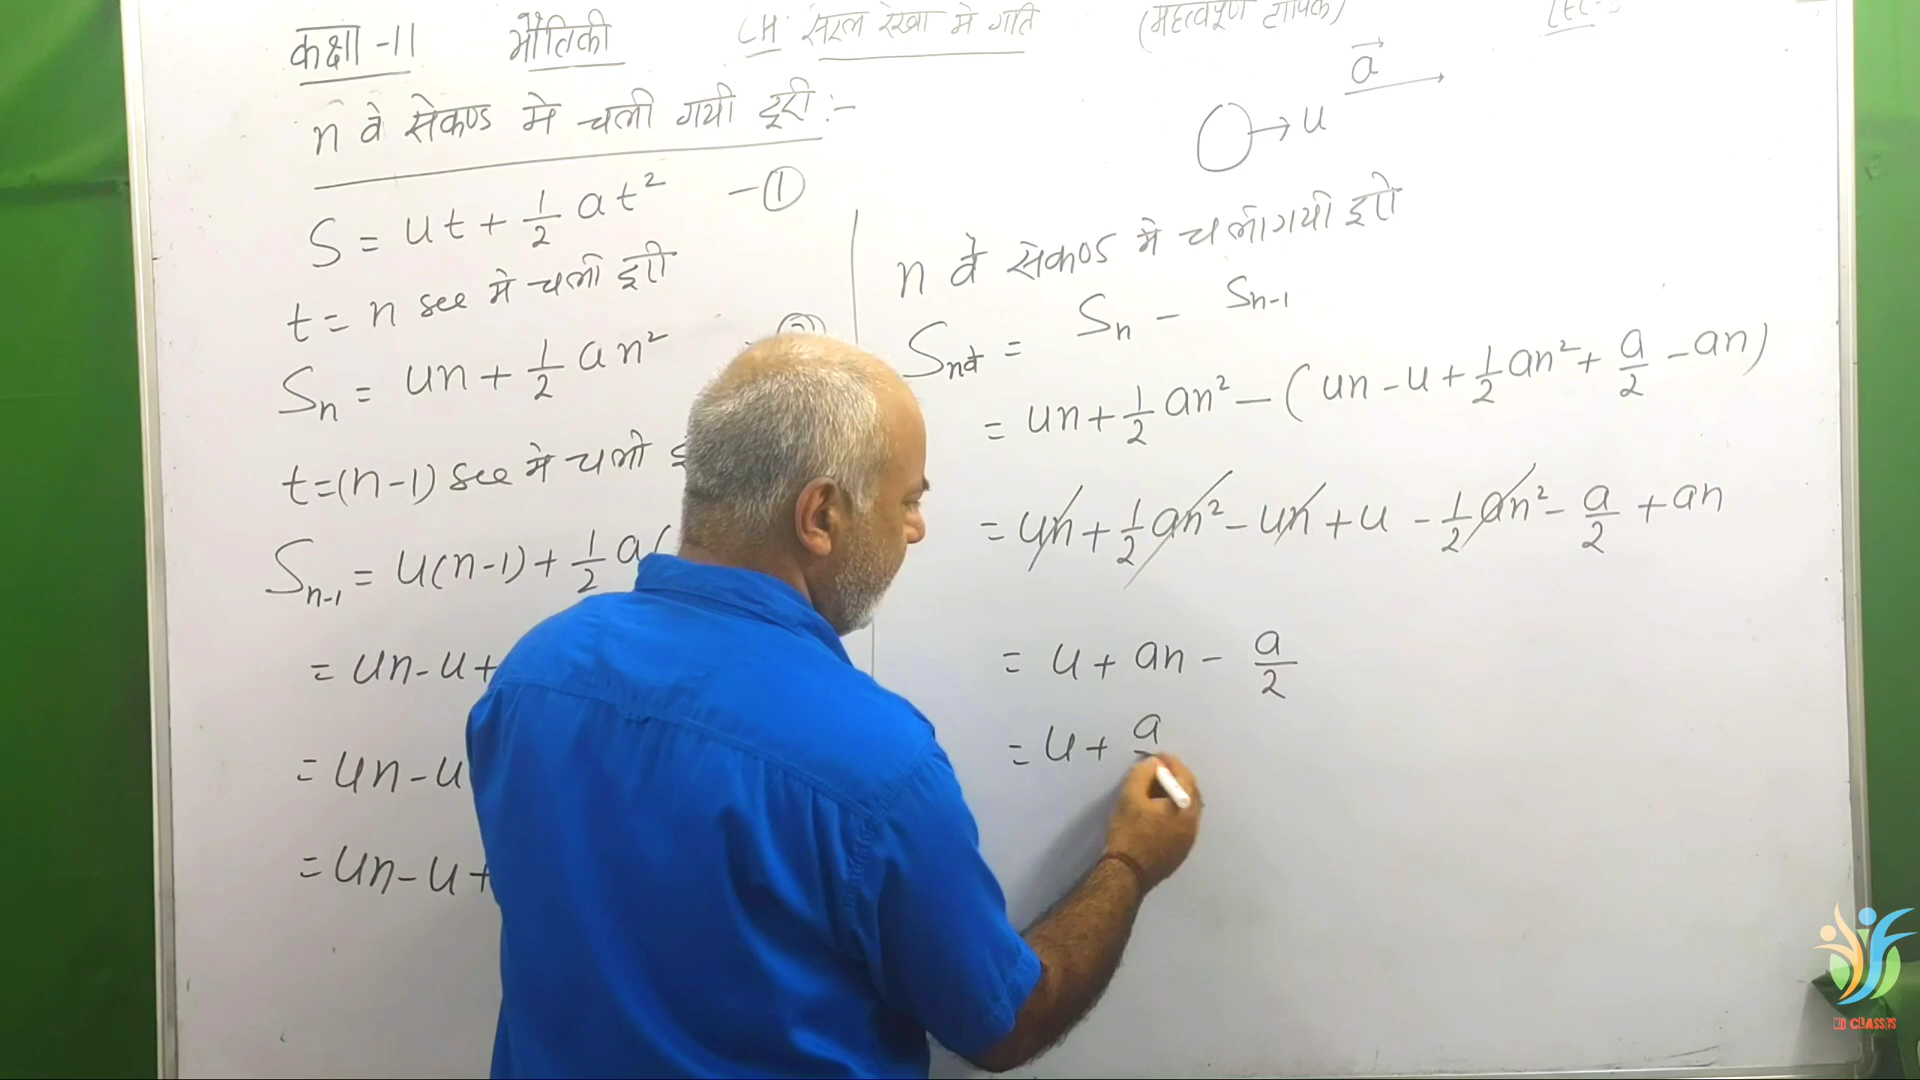 कक्षा -11 भौतिकी CH: सरल रेखा मे गति (महत्वपूर्ण टॉपिक)
n वे सेकण्ड मे चली गयी दूरी :-
S = ut + 1/2 at² -①
t = n sec मे चली दूरी
Sn = un + 1/2 an²
t=(n-1) sec मे चली
Sn-1 = u(n-1) + 1/2 a(
= un - u +
= un - u
= un - u +
a
u
n वे सेकण्ड मे चली गयी दूरी
Snवे = Sn - Sn-1
= un + 1/2 an² - (un - u + 1/2 an² + a/2 - an)
= un + 1/2 an² - un + u - 1/2 an² - a/2 + an
= u + an - a/2
= u + a
KD CLASSES